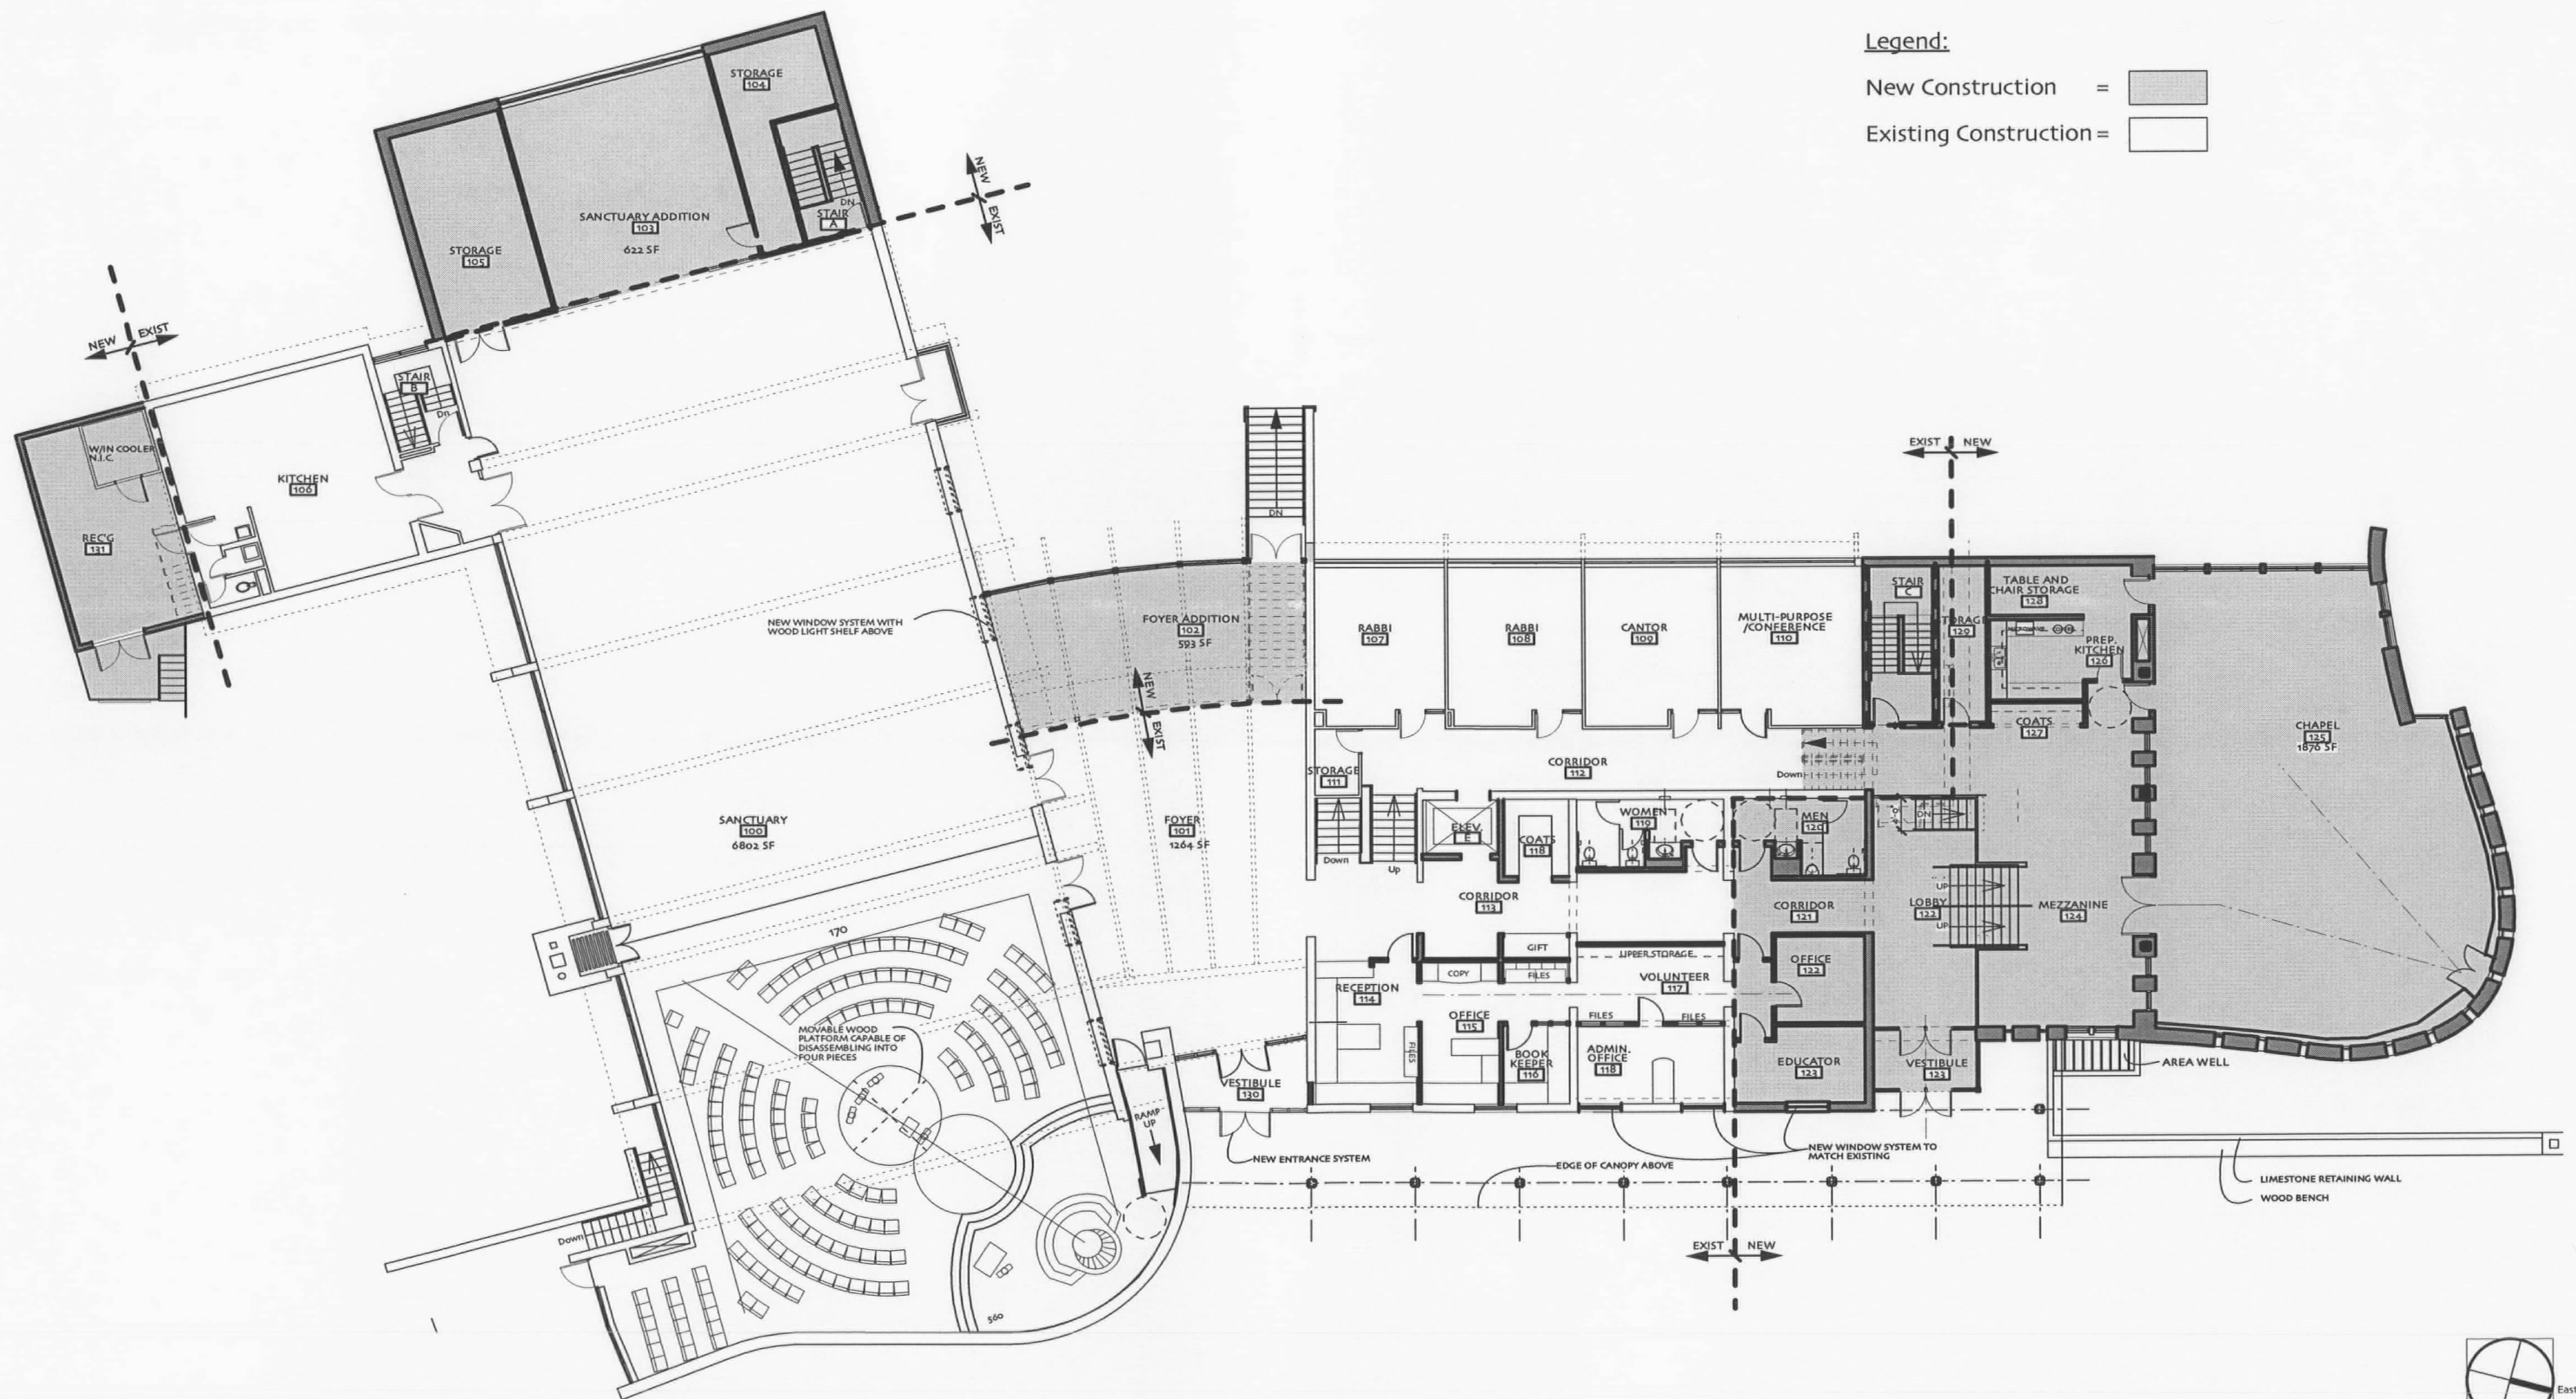 Legend:
New Construction =
Existing Construction =
STORAGE
104
SANCTUARY ADDITION
103
622 SF
STORAGE
105
DN
STAIR
A
NEW
EXIST
NEW
EXIST
STAIR
B
Dn
W/IN COOLER
N.I.C.
KITCHEN
106
REC'G
131
NEW WINDOW SYSTEM WITH
WOOD LIGHT SHELF ABOVE
FOYER ADDITION
102
593 SF
DN
NEW
EXIST
RABBI
107
RABBI
108
CANTOR
109
MULTI-PURPOSE
/CONFERENCE
110
EXIST
NEW
STAIR
C
129
TABLE AND
CHAIR STORAGE
128
PREP.
KITCHEN
126
COATS
127
CHAPEL
125
1876 SF
STORAGE
111
CORRIDOR
112
Down
SANCTUARY
100
6802 SF
FOYER
101
1264 SF
Down
Up
ELEV.
E
COATS
118
WOMEN
119
MEN
120
DN
CORRIDOR
113
CORRIDOR
121
LOBBY
122
UP
UP
MEZZANINE
124
GIFT
UPPER STORAGE
COPY
FILES
RECEPTION
114
OFFICE
115
VOLUNTEER
117
OFFICE
122
FILES
FILES
FILES
BOOK
KEEPER
116
ADMIN.
OFFICE
118
EDUCATOR
123
VESTIBULE
123
AREA WELL
170
MOVABLE WOOD
PLATFORM CAPABLE OF
DISASSEMBLING INTO
FOUR PIECES
VESTIBULE
130
RAMP
UP
NEW ENTRANCE SYSTEM
EDGE OF CANOPY ABOVE
NEW WINDOW SYSTEM TO
MATCH EXISTING
LIMESTONE RETAINING WALL
WOOD BENCH
Down
560
EXIST
NEW
East